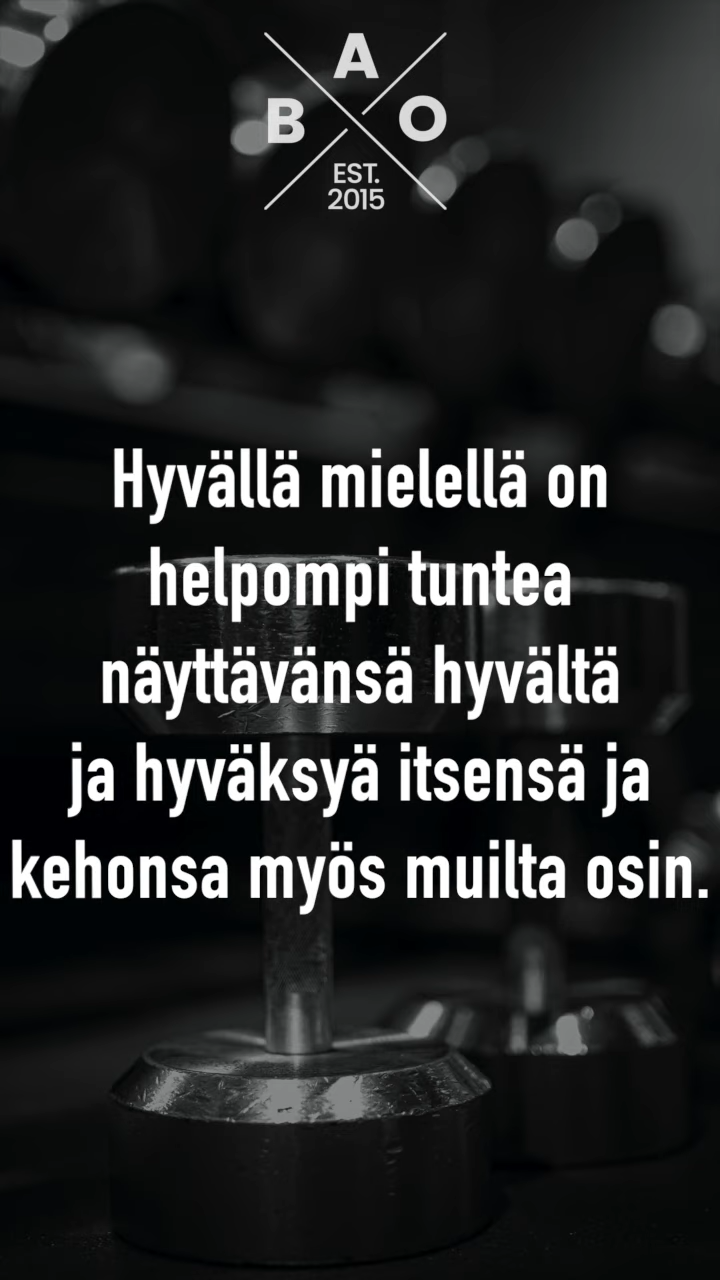 A
B O
EST.
2015
Hyvällä mielellä on
helpompi tuntea
näyttävänsä hyvältä
ja hyväksyä itsensä ja
kehonsa myös muilta osin.